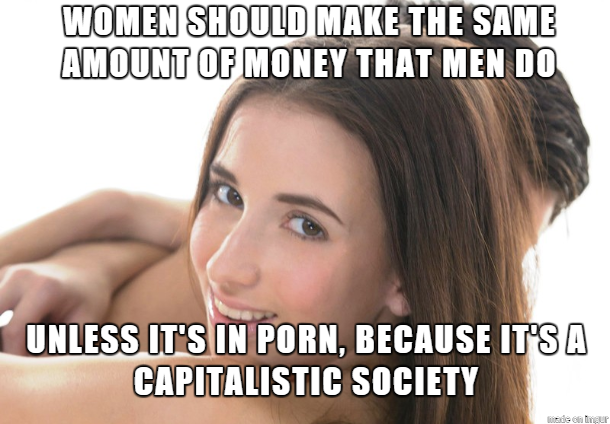 WOMEN SHOULD MAKE THE SAME
AMOUNT OF MONEY THAT MEN DO
UNLESS IT'S IN PORN, BECAUSE IT'S A
CAPITALISTIC SOCIETY
made on imgur